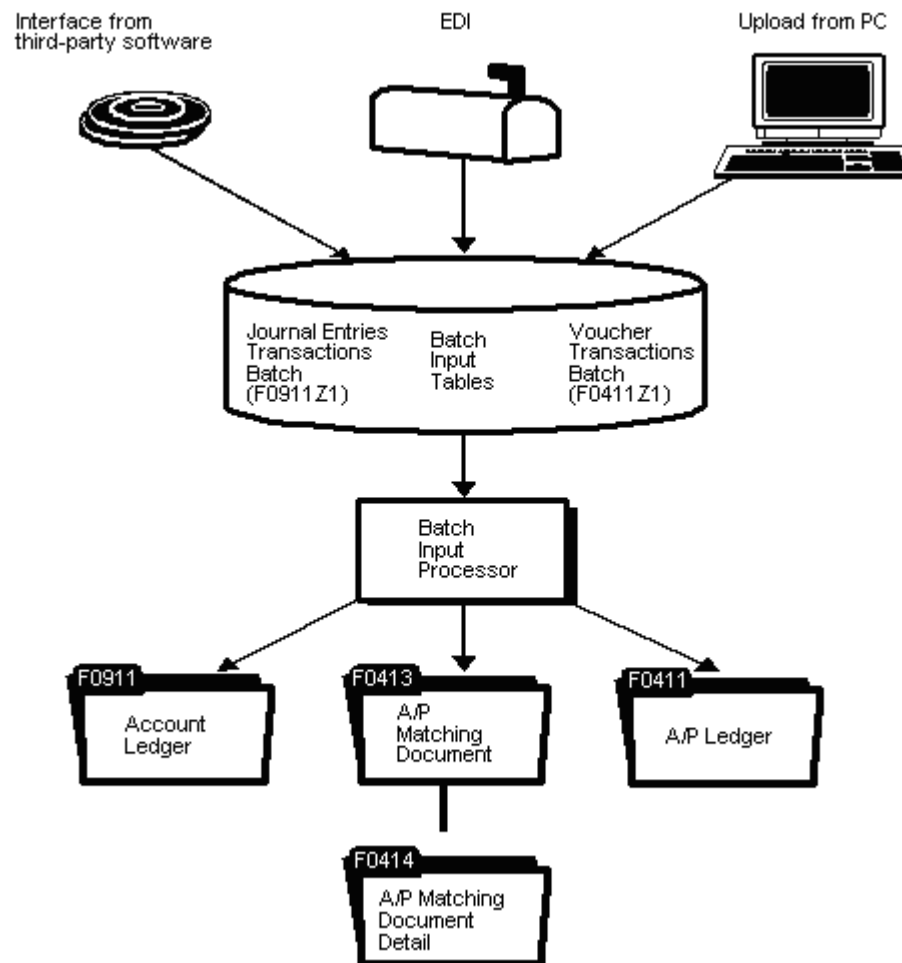 Interface from
third-party software
EDI
Upload from PC
Journal Entries
Transactions
Batch
(F0911Z1)
Batch
Input
Tables
Voucher
Transactions
Batch
(F0411Z1)
Batch
Input
Processor
F0911
Account
Ledger
F0413
A/P
Matching
Document
F0411
A/P Ledger
F0414
A/P Matching
Document
Detail